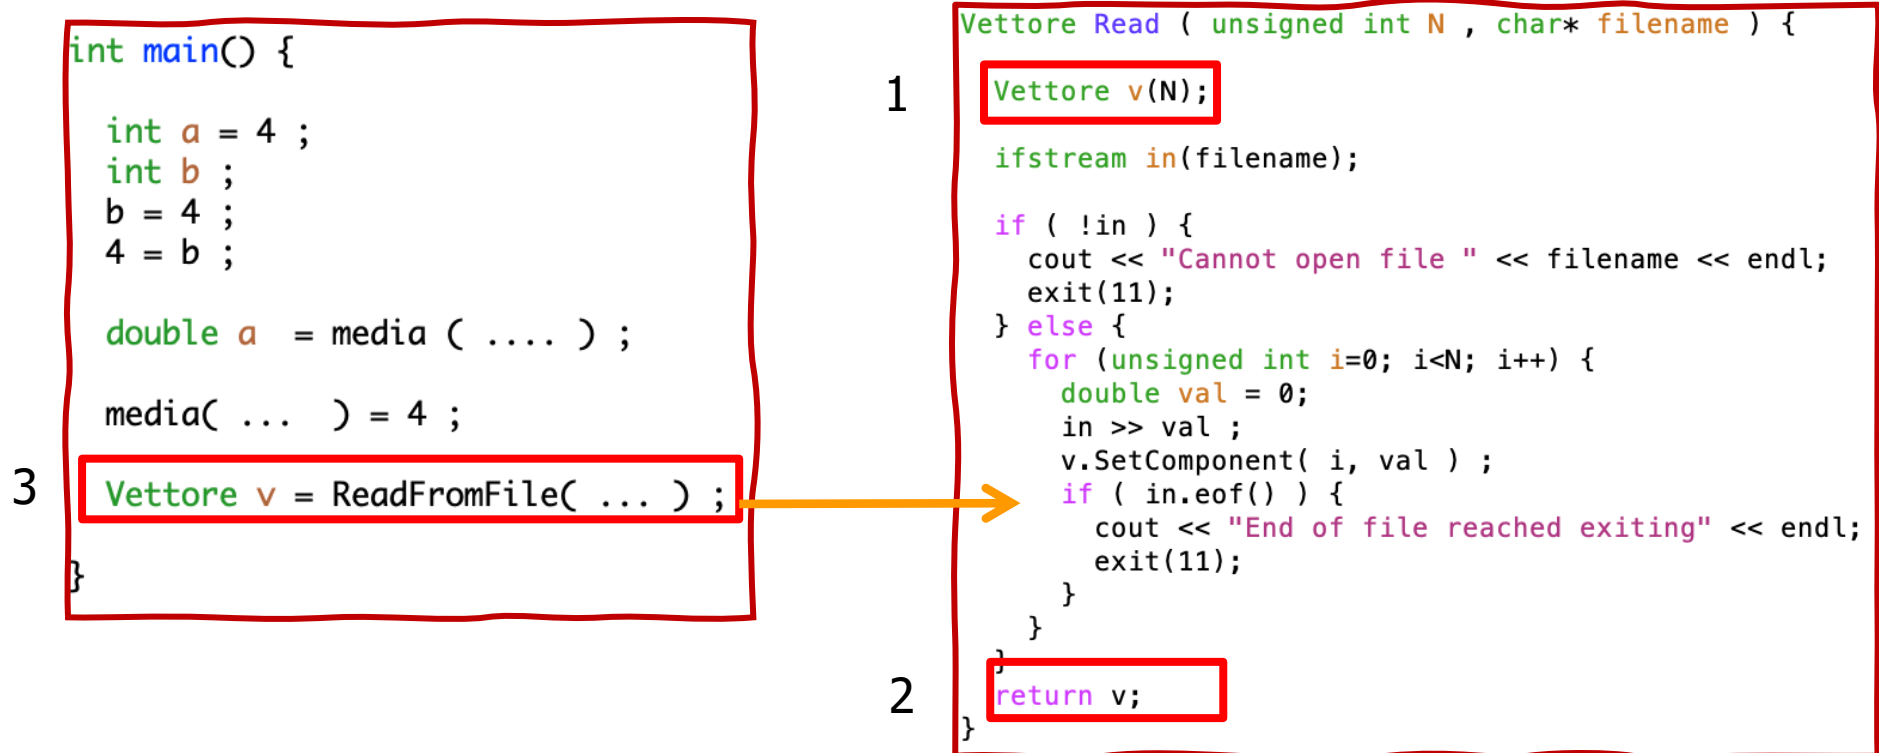 int main() {
int a = 4 ;
int b ;
b = 4 ;
4 = b ;
double a  = media ( .... ) ;
media( ...  ) = 4 ;
3
Vettore v = ReadFromFile( ... ) ;
}
Vettore Read ( unsigned int N , char* filename ) {
1
Vettore v(N);
ifstream in(filename);
if ( !in ) {
cout << "Cannot open file " << filename << endl;
exit(11);
} else {
for (unsigned int i=0; i<N; i++) {
double val = 0;
in >> val ;
v.SetComponent( i, val ) ;
if ( in.eof() ) {
cout << "End of file reached exiting" << endl;
exit(11);
}
}
}
2
return v;
}